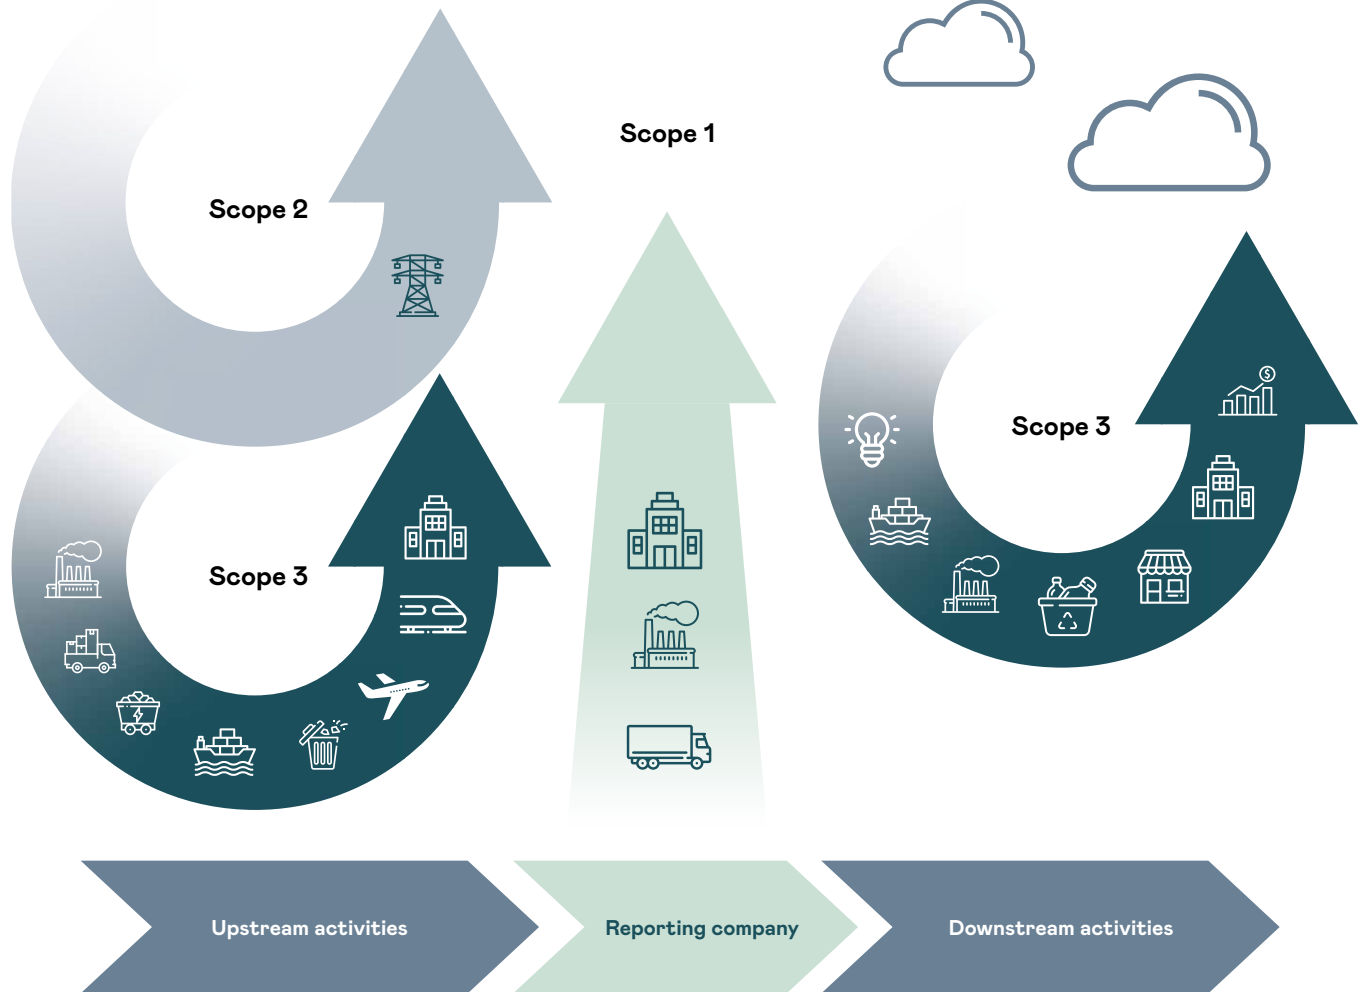 Scope 1
Scope 2
Scope 3
Scope 3
$
Upstream activities
Reporting company
Downstream activities